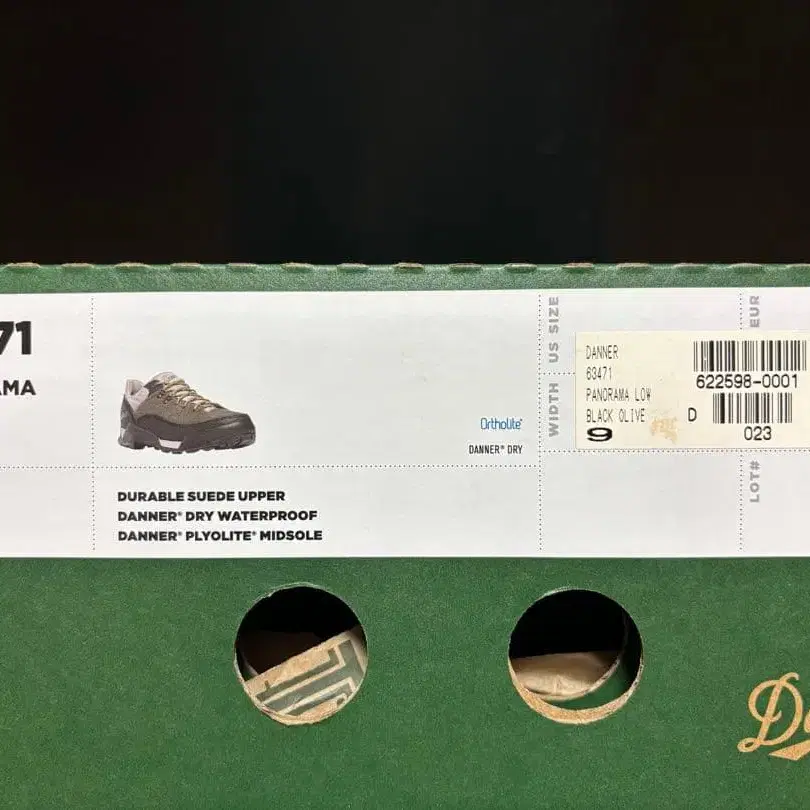 71
AMA
Ortholite®
DANNER® DRY
DURABLE SUEDE UPPER
DANNER® DRY WATERPROOF
DANNER® PLYOLITE® MIDSOLE
US SIZE
WIDTH
EUR
LOT#
DANNER
63471
PANORAMA LOW
BLACK OLIVE D
9
622598-0001
023